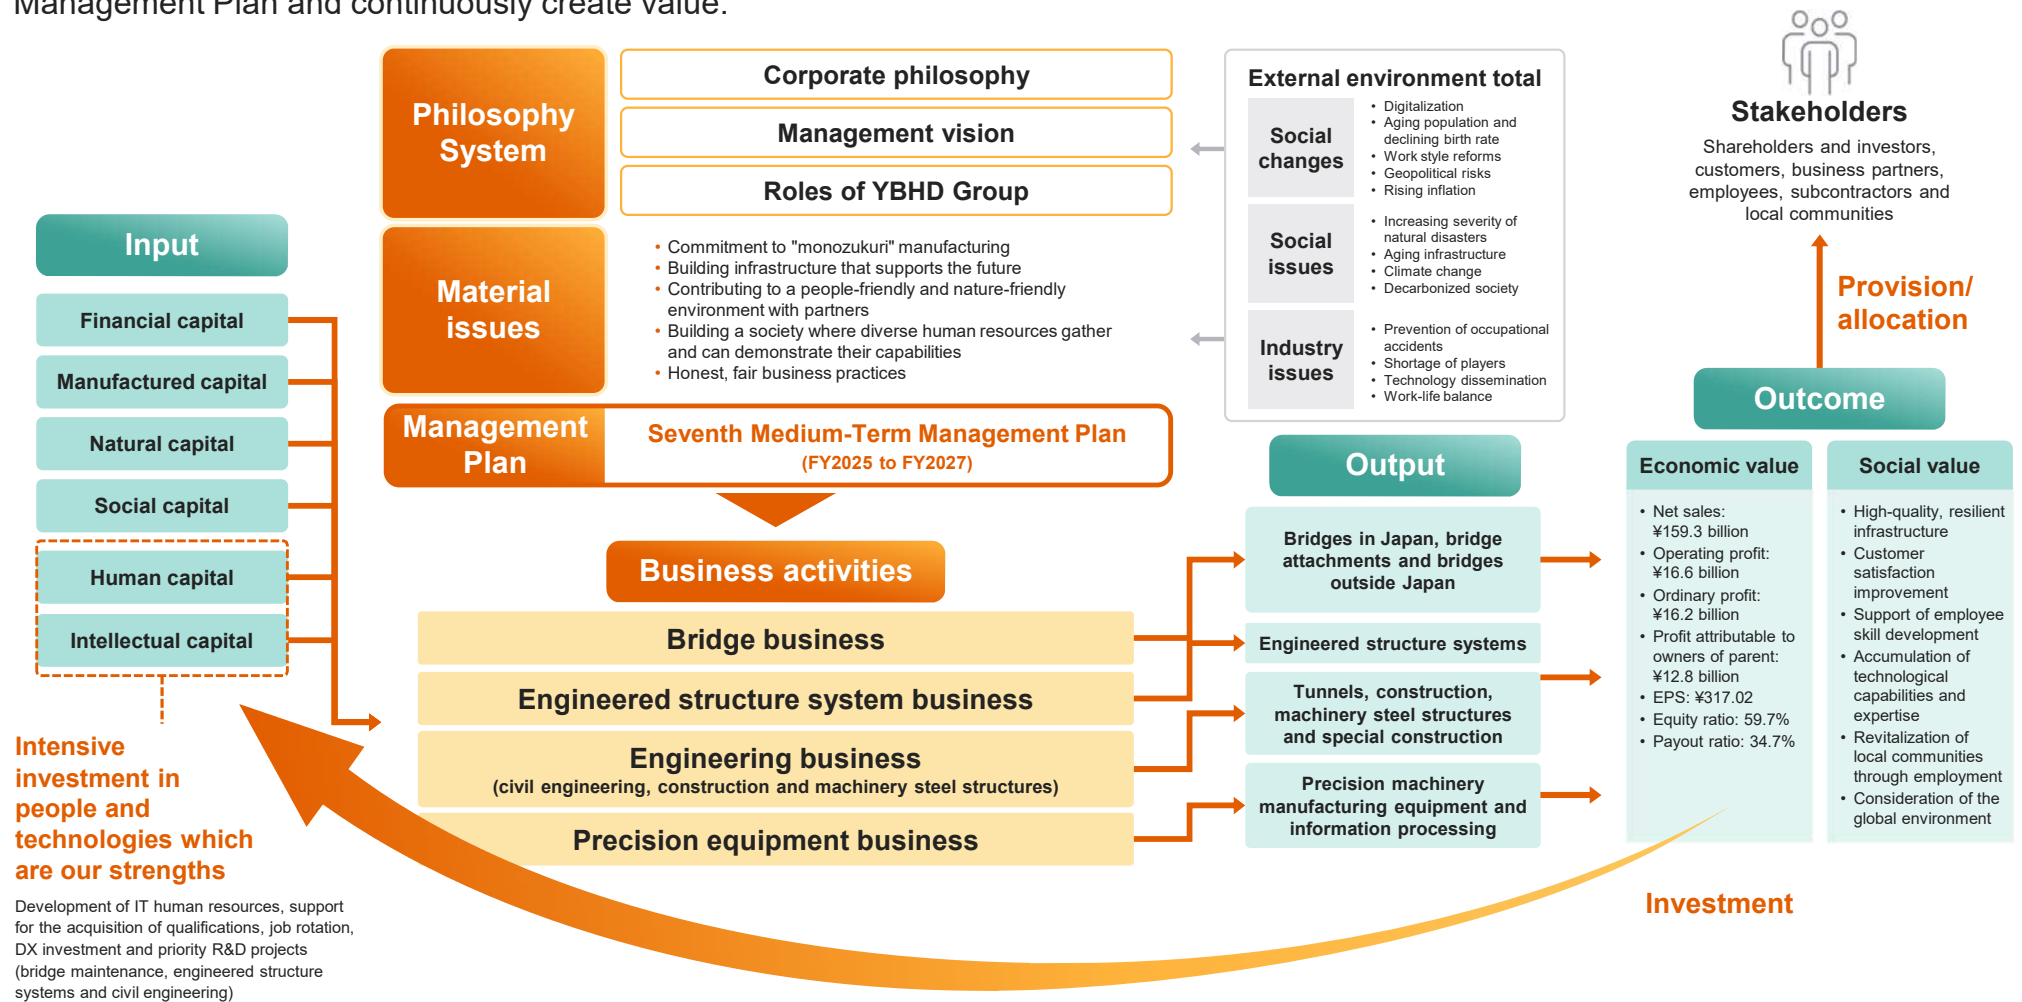 Management Plan and continuously create value.
Philosophy
System
Corporate philosophy
Management vision
Roles of YBHD Group
Material
issues
• Commitment to "monozukuri" manufacturing
• Building infrastructure that supports the future
• Contributing to a people-friendly and nature-friendly
environment with partners
• Building a society where diverse human resources gather
and can demonstrate their capabilities
• Honest, fair business practices
Management
Plan
Seventh Medium-Term Management Plan
(FY2025 to FY2027)
External environment total
Social
changes
• Digitalization
• Aging population and
declining birth rate
• Work style reforms
• Geopolitical risks
• Rising inflation
Social
issues
• Increasing severity of
natural disasters
• Aging infrastructure
• Climate change
• Decarbonized society
Industry
issues
• Prevention of occupational
accidents
• Shortage of players
• Technology dissemination
• Work-life balance
Input
Financial capital
Manufactured capital
Natural capital
Social capital
Human capital
Intellectual capital
Intensive
investment in
people and
technologies which
are our strengths
Development of IT human resources, support
for the acquisition of qualifications, job rotation,
DX investment and priority R&D projects
(bridge maintenance, engineered structure
systems and civil engineering)
Business activities
Bridge business
Engineered structure system business
Engineering business
(civil engineering, construction and machinery steel structures)
Precision equipment business
Output
Bridges in Japan, bridge
attachments and bridges
outside Japan
Engineered structure systems
Tunnels, construction,
machinery steel structures
and special construction
Precision machinery
manufacturing equipment and
information processing
Stakeholders
Shareholders and investors,
customers, business partners,
employees, subcontractors and
local communities
Provision/
allocation
Outcome
Economic value
• Net sales:
¥159.3 billion
• Operating profit:
¥16.6 billion
• Ordinary profit:
¥16.2 billion
• Profit attributable to
owners of parent:
¥12.8 billion
• EPS: ¥317.02
• Equity ratio: 59.7%
• Payout ratio: 34.7%
Social value
• High-quality, resilient
infrastructure
• Customer
satisfaction
improvement
• Support of employee
skill development
• Accumulation of
technological
capabilities and
expertise
• Revitalization of
local communities
through employment
• Consideration of the
global environment
Investment